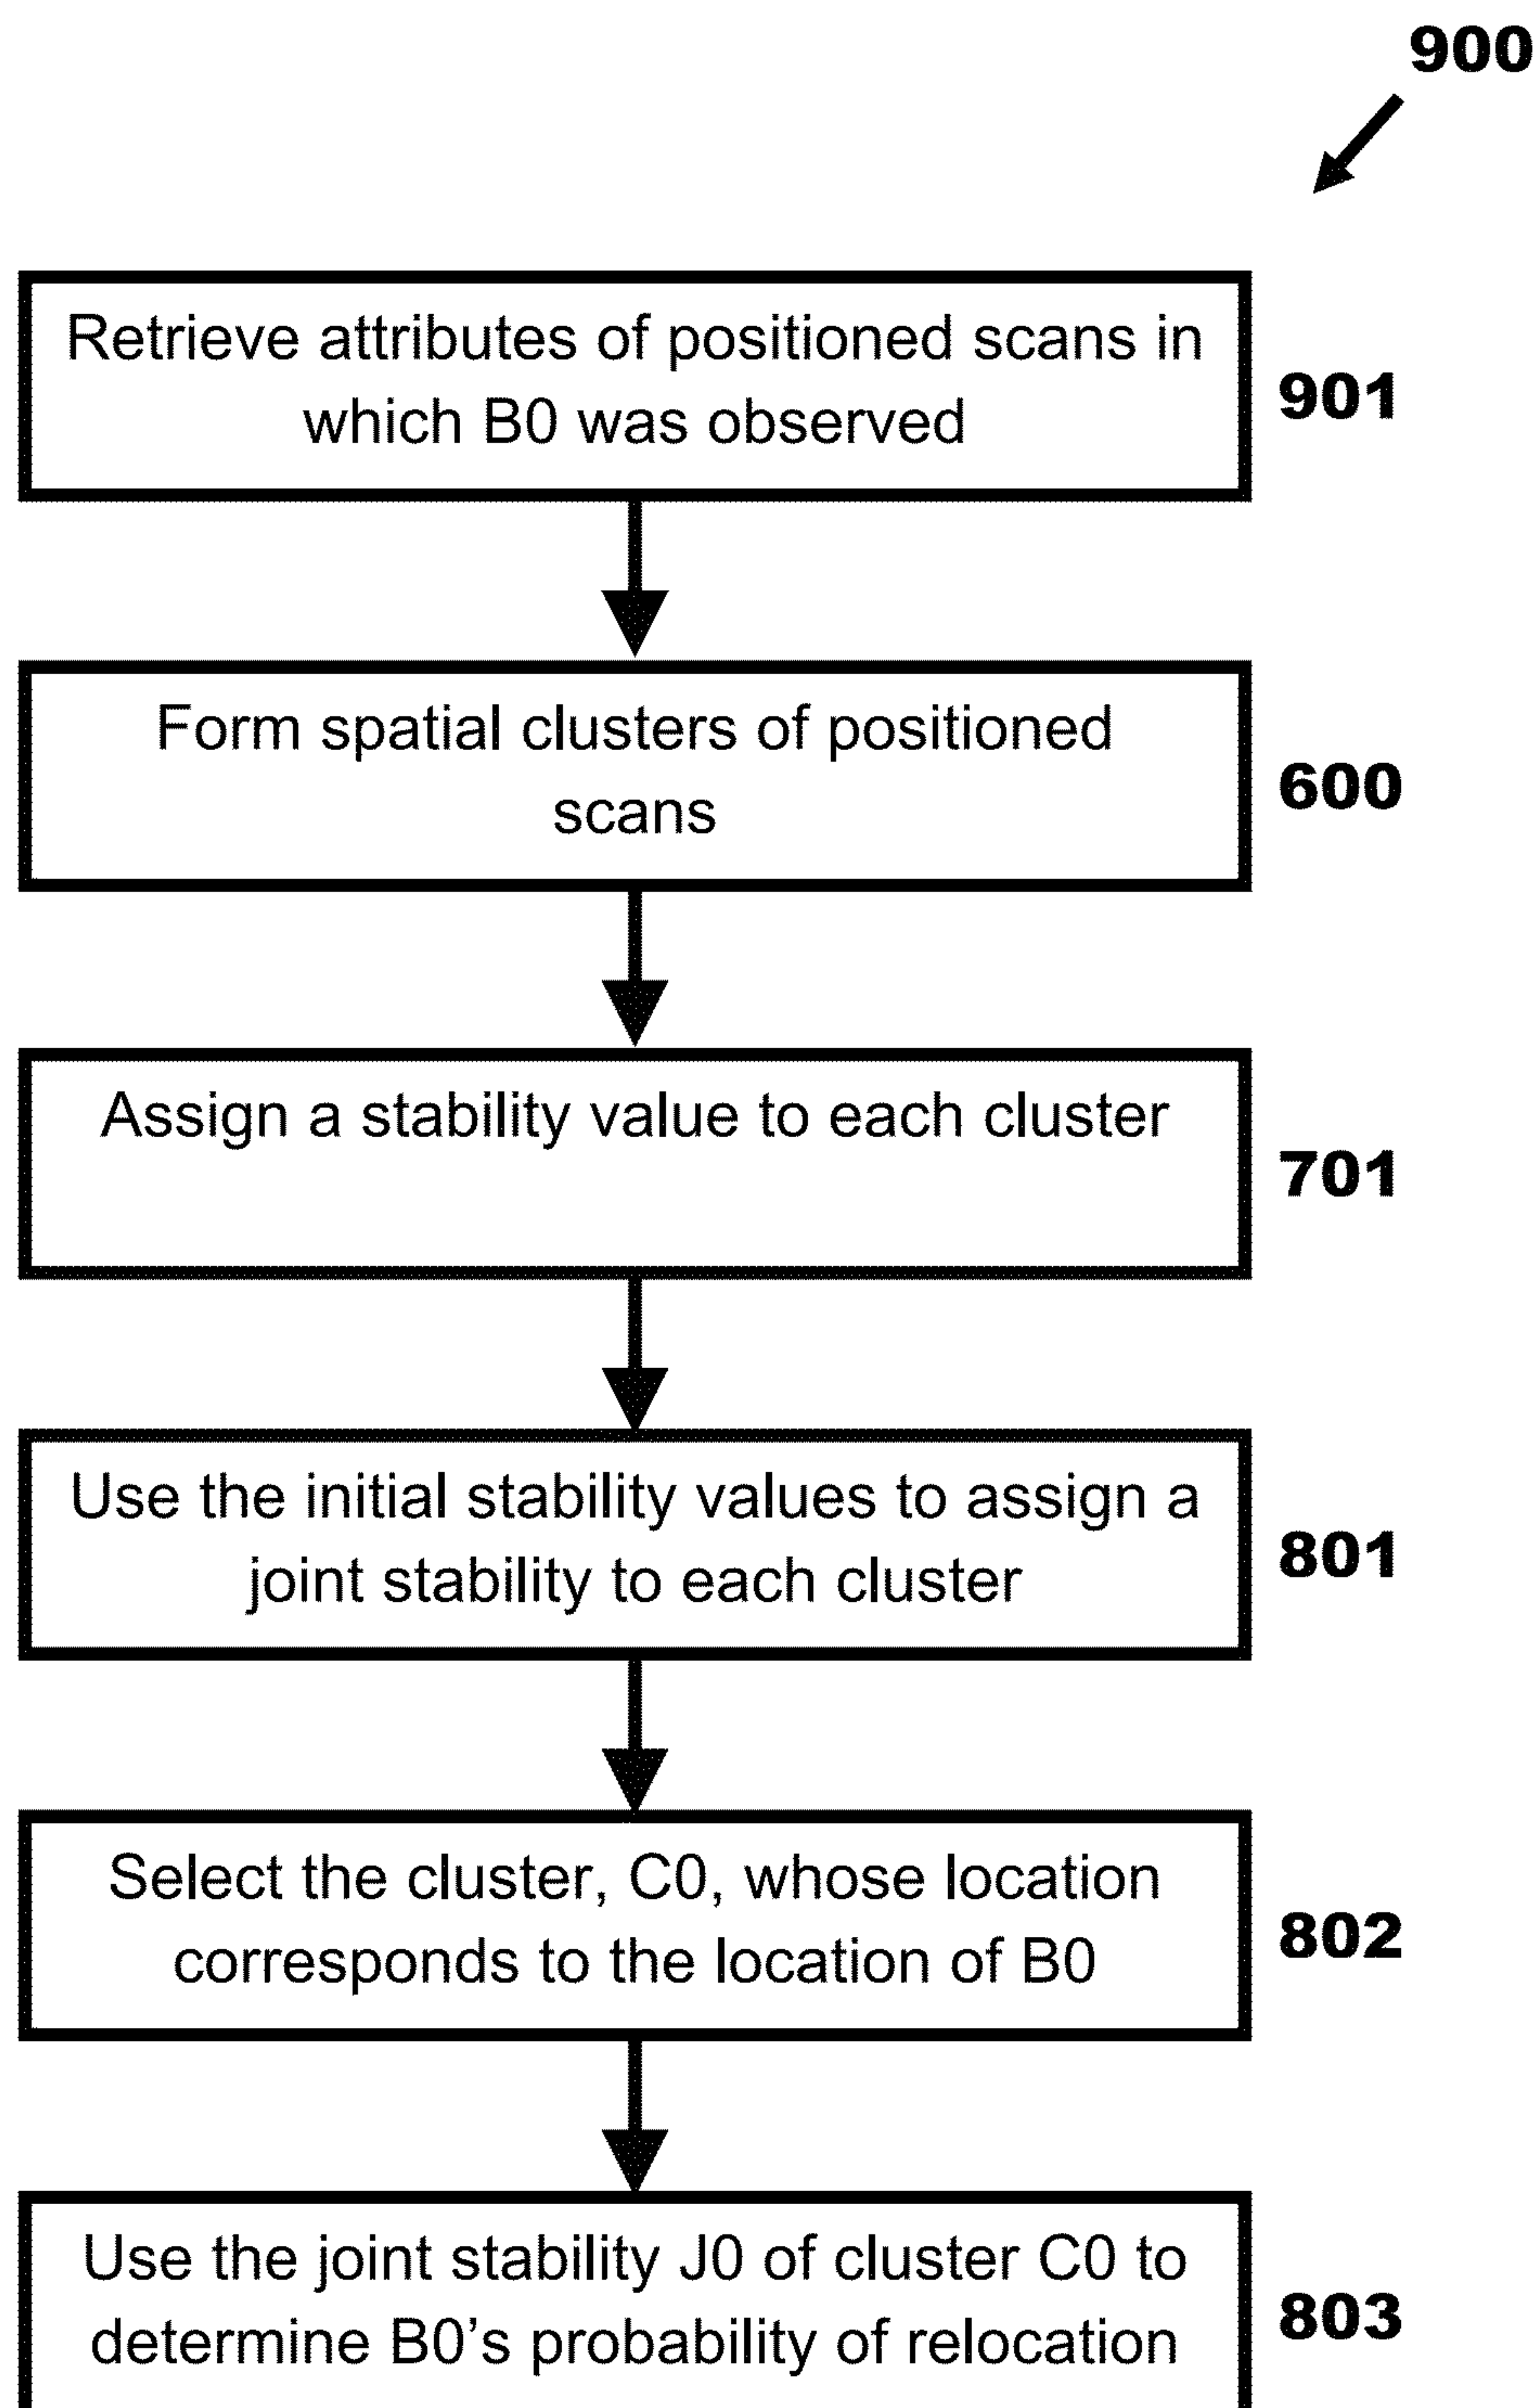 900
Retrieve attributes of positioned scans in
which B0 was observed
901
Form spatial clusters of positioned
scans
600
Assign a stability value to each cluster
701
Use the initial stability values to assign a
joint stability to each cluster
801
Select the cluster, C0, whose location
corresponds to the location of B0
802
Use the joint stability J0 of cluster C0 to
determine B0’s probability of relocation
803